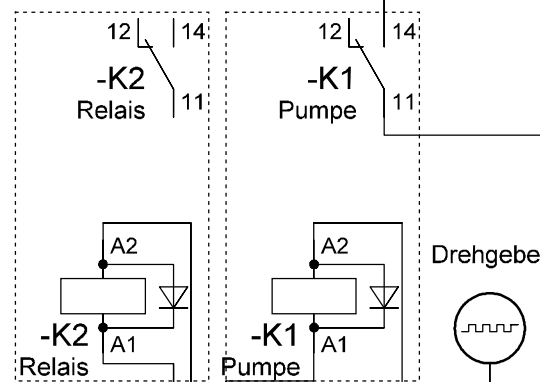 12 14
-K2
Relais
11
12 14
-K1
Pumpe
11
A2
-K2
A1
Relais
A2
-K1
A1
Pumpe
Drehgebe